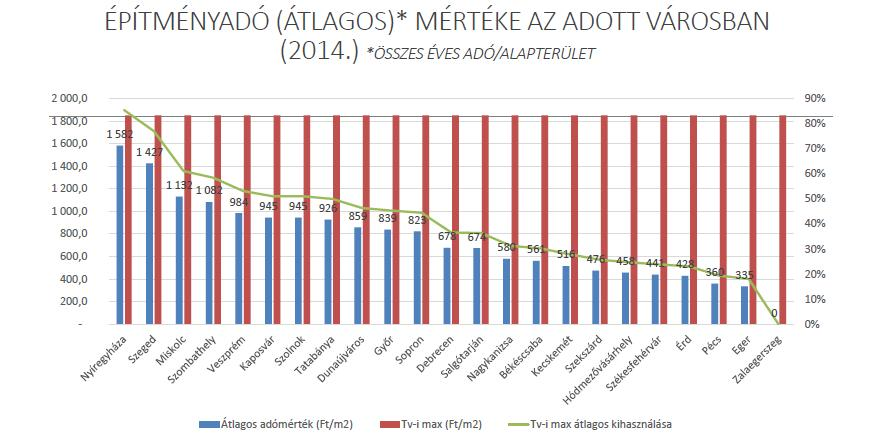 ÉPÍTMÉNYADÓ (ÁTLAGOS)* MÉRTÉKE AZ ADOTT VÁROSBAN
(2014.) *ÖSSZES ÉVES ADÓ/ALAPTERÜLET
2 000,0
1 800,0
1 600,0
1 400,0
1 200,0
1 000,0
800,0
600,0
400,0
200,0
-
90%
80%
70%
60%
50%
40%
30%
20%
10%
0%
1 582
1 427
1 132
1 082
984
945
945
926
859
839
823
678
674
580
561
516
476
458
441
428
360
335
0
Nyíregyháza
Szeged
Miskolc
Szombathely
Veszprém
Kaposvár
Szolnok
Tatabánya
Dunaújváros
Győr
Sopron
Debrecen
Salgótarján
Nagykanizsa
Békéscsaba
Kecskemét
Szekszárd
Hódmezővásárhely
Székesfehérvár
Érd
Pécs
Eger
Zalaegerszeg
Átlagos adómérték (Ft/m2)
Tv-i max (Ft/m2)
Tv-i max átlagos kihasználása